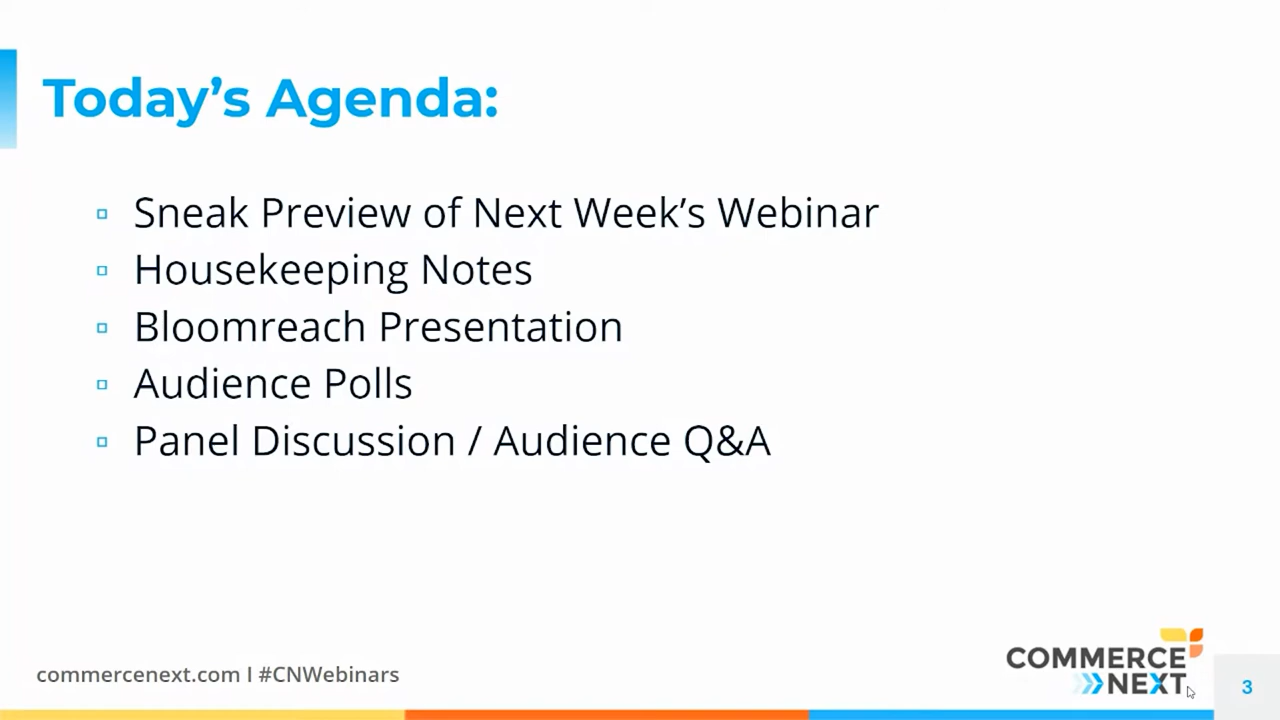 Today's Agenda:
Sneak Preview of Next Week's Webinar
Housekeeping Notes
Bloomreach Presentation
Audience Polls
Panel Discussion / Audience Q&A
commercenext.com I #CNWebinars
COMMERCE
NEXT
3